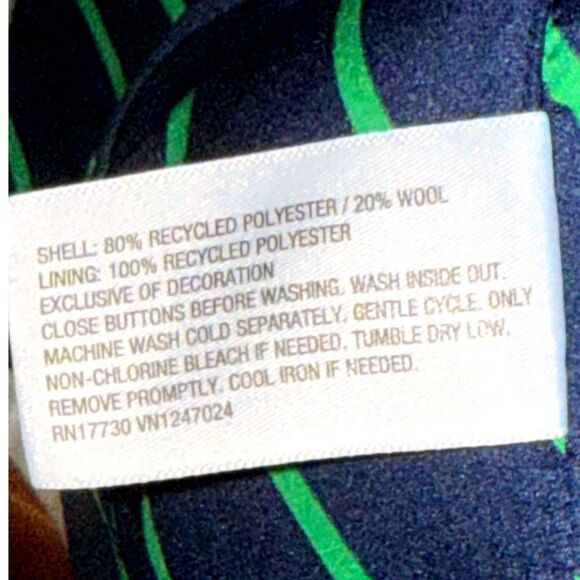 SHELL: 80% RECYCLED POLYESTER / 20% WOOL
LINING: 100% RECYCLED POLYESTER
EXCLUSIVE OF DECORATION
CLOSE BUTTONS BEFORE WASHING. WASH INSIDE OUT.
MACHINE WASH COLD SEPARATELY. GENTLE CYCLE. ONLY
NON-CHLORINE BLEACH IF NEEDED. TUMBLE DRY LOW.
REMOVE PROMPTLY. COOL IRON IF NEEDED.
RN17730 VN1247024